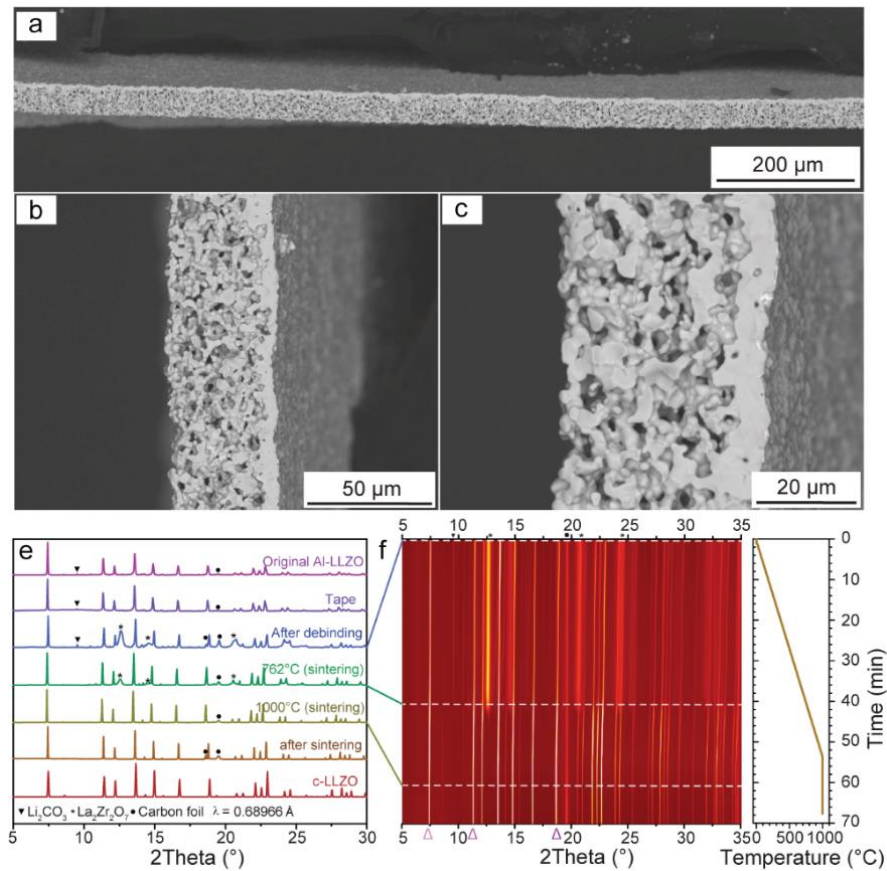 a
200 µm
b
50 µm
c
20 µm
e
Original Al-LLZO
Tape
After debinding
762°C (sintering)
1000°C (sintering)
after sintering
c-LLZO
▼ Li₂CO₃ * La₂Zr₂O₇ ● Carbon foil λ = 0.68966 Å
5 10 15 20 25 30
2Theta (°)
5 10 15 20 25 30 35
f
5 10 15 20 25 30 35
2Theta (°)
0
10
20
30
40
50
60
70
Time (min)
500 1000
Temperature (°C)